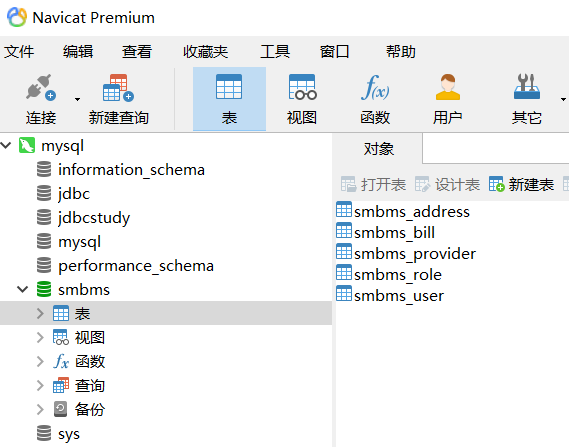 Navicat Premium
文件 编辑 查看 收藏夹 工具 窗口 帮助
连接 新建查询 表 视图 f(x) 函数 用户 其它
mysql
information_schema
jdbc
jdbcstudy
mysql
performance_schema
smbms
表
视图
fx 函数
查询
备份
sys
对象
打开表 设计表 新建表
smbms_address
smbms_bill
smbms_provider
smbms_role
smbms_user